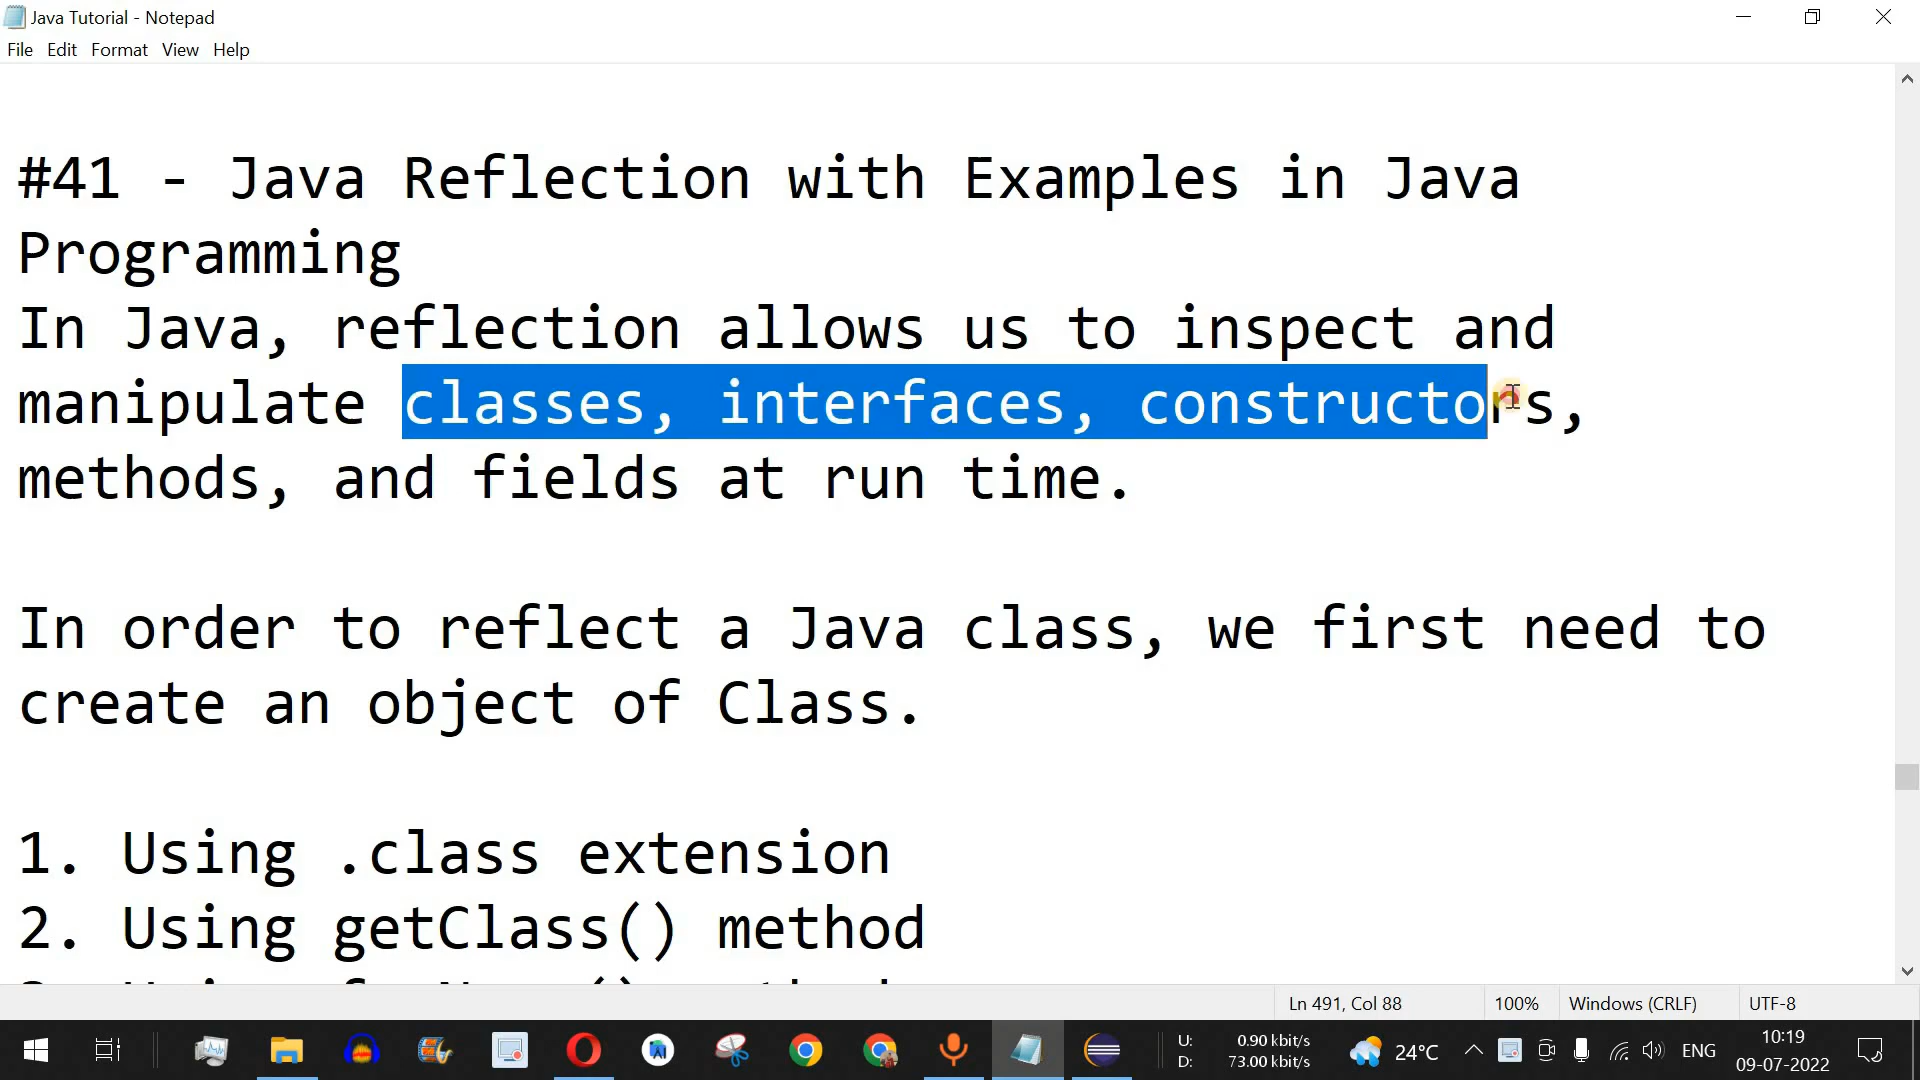 Java Tutorial - Notepad
File Edit Format View Help
#41 - Java Reflection with Examples in Java
Programming
In Java, reflection allows us to inspect and
manipulate classes, interfaces, constructors,
methods, and fields at run time.
In order to reflect a Java class, we first need to
create an object of Class.
1. Using .class extension
2. Using getClass() method
Ln 491, Col 88 100% Windows (CRLF) UTF-8
U: 0.90 kbit/s
D: 73.00 kbit/s
24°C
ENG
10:19
09-07-2022